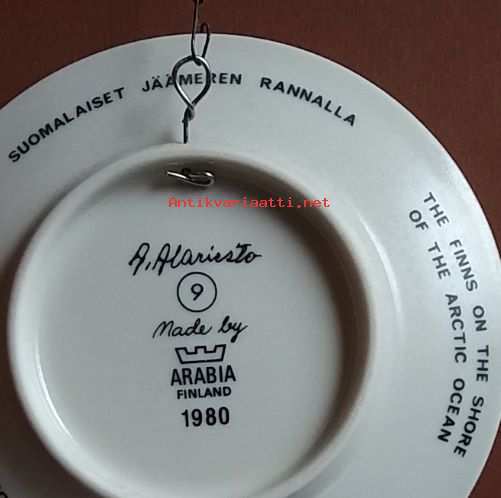 SUOMALAISET JÄÄMEREN RANNALLA
THE FINNS ON THE SHORE
OF THE ARCTIC OCEAN
Antikvariaatti.net
A. Alariesto
9
Made by
ARABIA
FINLAND
1980